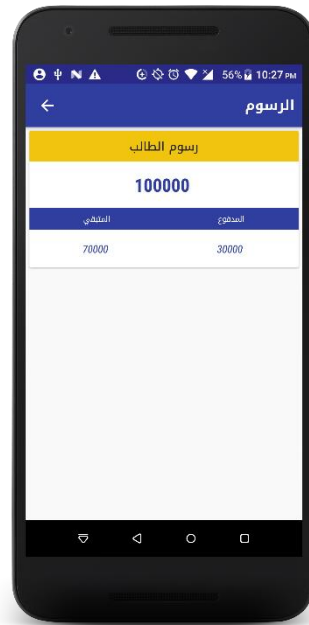 56% 10:27 PM
الرسوم
رسوم الطالب
100000
المدفوع المتبقي
30000 70000